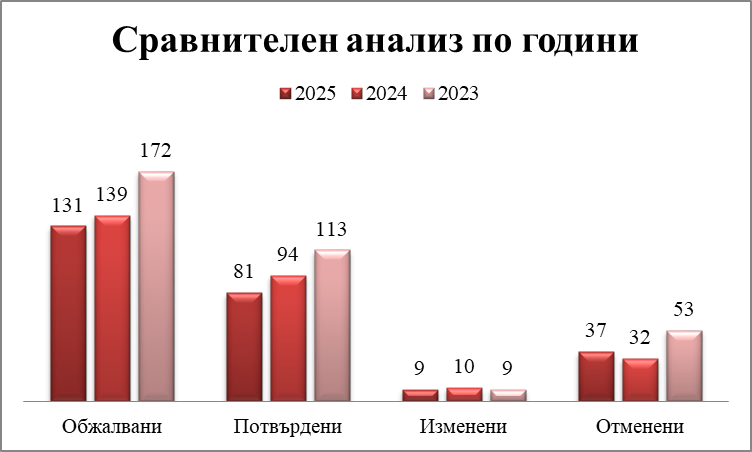 Сравнителен анализ по години
2025 2024 2023
131 139 172
81 94 113
9 10 9
37 32 53
Обжалвани Потвърдени Изменени Отменени